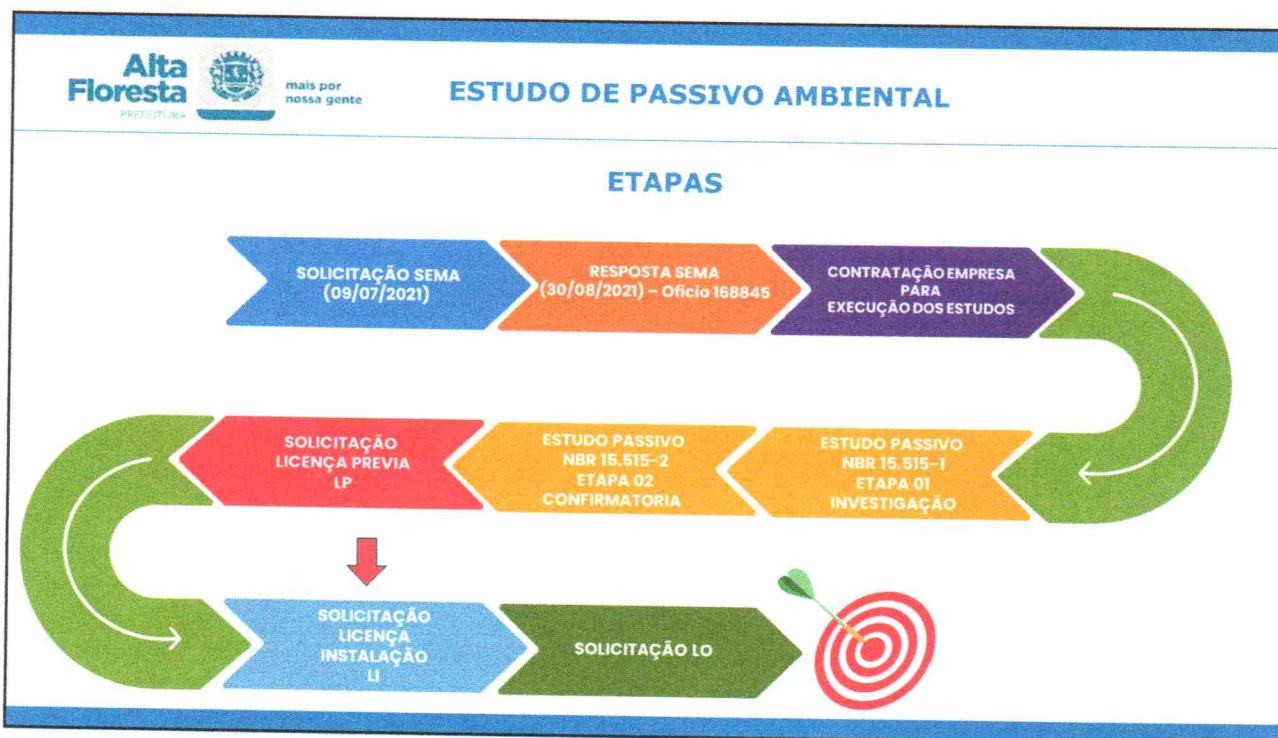 Alta
Floresta
PREFEITURA
mais por
nossa gente
ESTUDO DE PASSIVO AMBIENTAL
ETAPAS
SOLICITAÇÃO SEMA
(09/07/2021)
RESPOSTA SEMA
(30/08/2021) – Oficio 168845
CONTRATAÇÃO EMPRESA
PARA
EXECUÇÃO DOS ESTUDOS
ESTUDO PASSIVO
NBR 15.515-1
ETAPA 01
INVESTIGAÇÃO
ESTUDO PASSIVO
NBR 15.515-2
ETAPA 02
CONFIRMATORIA
SOLICITAÇÃO
LICENÇA PREVIA
LP
SOLICITAÇÃO
LICENÇA
INSTALAÇÃO
LI
SOLICITAÇÃO LO